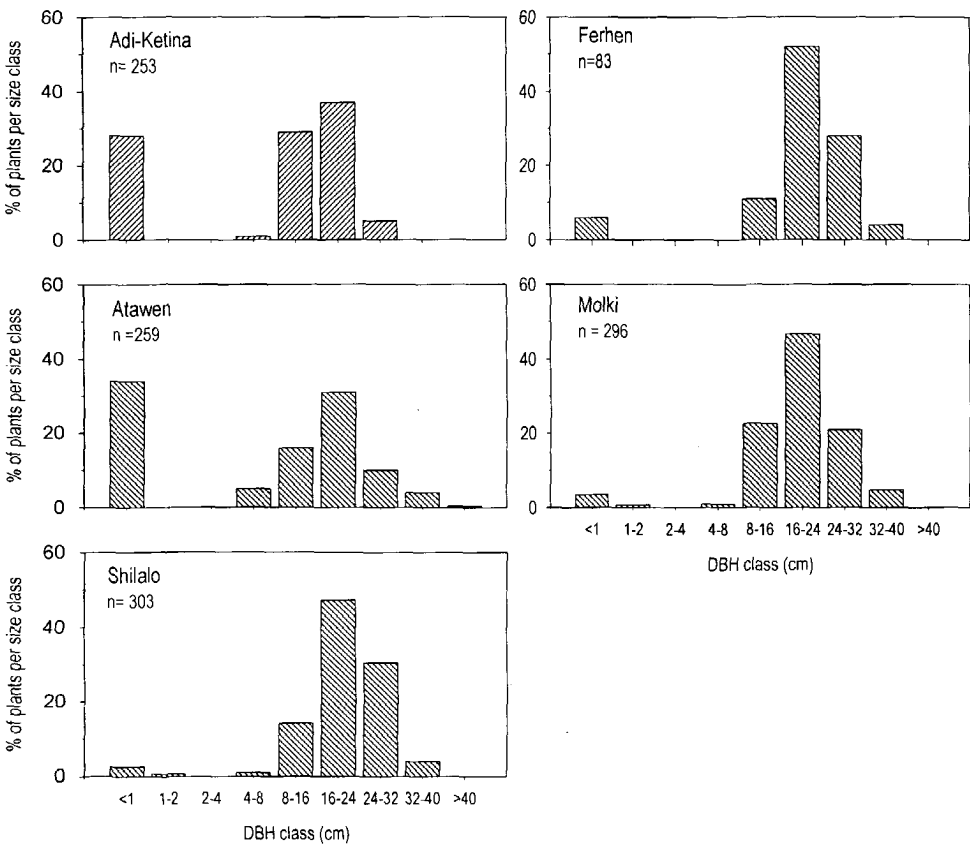 % of plants per size class
60
40
20
0
Adi-Ketina
n= 253
60
40
20
0
Ferhen
n=83
% of plants per size class
60
40
20
0
Atawen
n =259
60
40
20
0
Molki
n = 296
<1 1-2 2-4 4-8 8-16 16-24 24-32 32-40 >40
DBH class (cm)
% of plants per size class
60
40
20
0
Shilalo
n= 303
<1 1-2 2-4 4-8 8-16 16-24 24-32 32-40 >40
DBH class (cm)